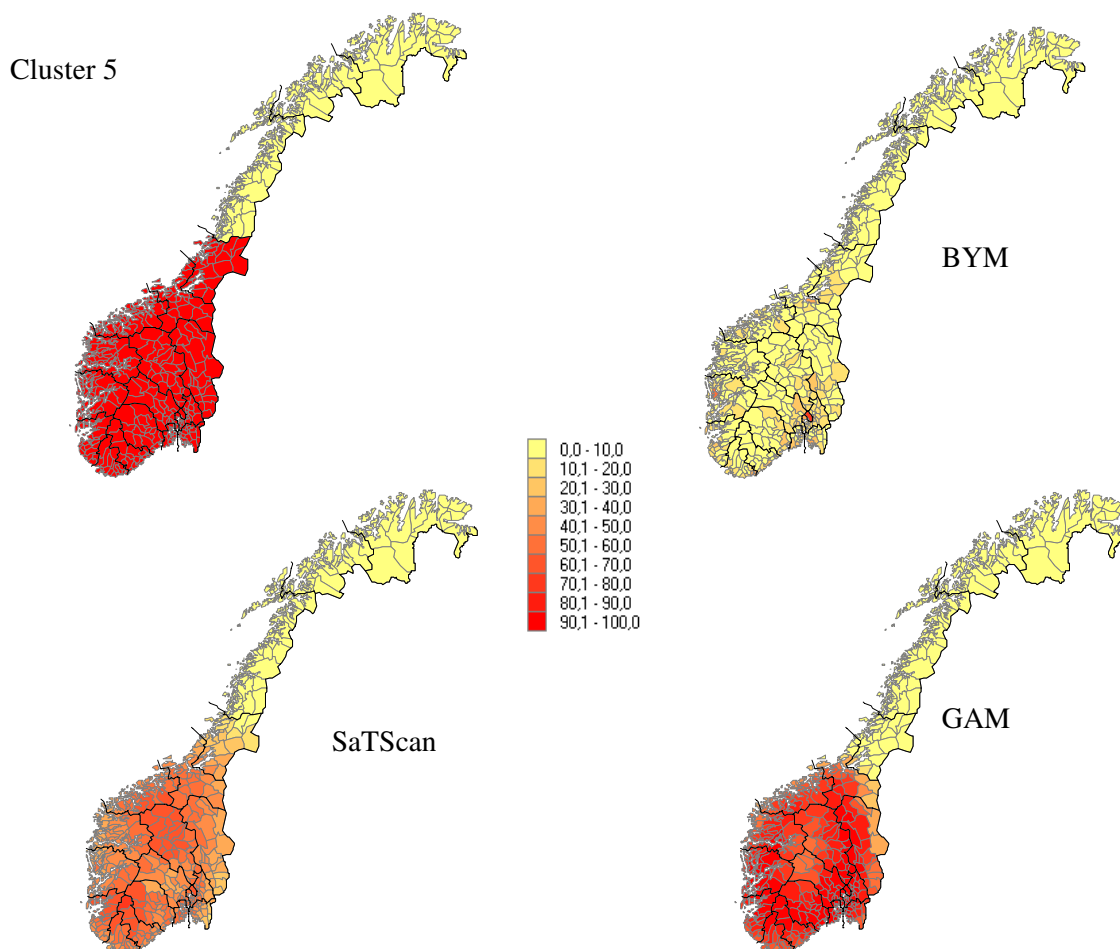 Cluster 5
BYM
0,0 - 10,0
10,1 - 20,0
20,1 - 30,0
30,1 - 40,0
40,1 - 50,0
50,1 - 60,0
60,1 - 70,0
70,1 - 80,0
80,1 - 90,0
90,1 - 100,0
SaTScan
GAM